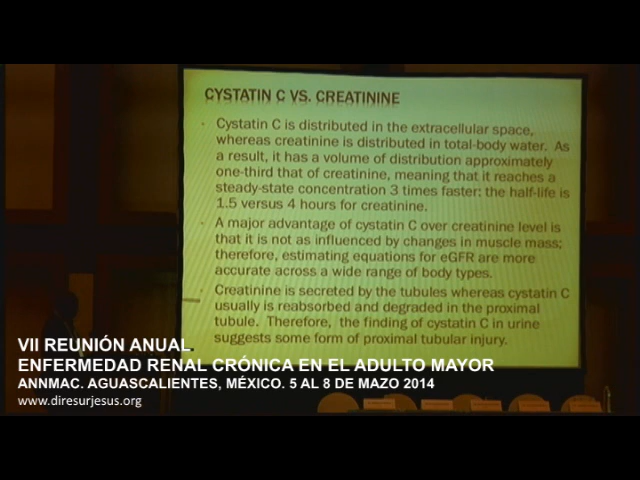 CYSTATIN C VS. CREATININE
Cystatin C is distributed in the extracellular space,
whereas creatinine is distributed in total-body water. As
a result, it has a volume of distribution approximately
one-third that of creatinine, meaning that it reaches a
steady-state concentration 3 times faster: the half-life is
1.5 versus 4 hours for creatinine.
A major advantage of cystatin C over creatinine level is
that it is not as influenced by changes in muscle mass;
therefore, estimating equations for eGFR are more
accurate across a wide range of body types.
Creatinine is secreted by the tubules whereas cystatin C
usually is reabsorbed and degraded in the proximal
tubule. Therefore, the finding of cystatin C in urine
suggests some form of proximal tubular injury.
VII REUNIÓN ANUAL
ENFERMEDAD RENAL CRÓNICA EN EL ADULTO MAYOR
ANNMAC. AGUASCALIENTES, MÉXICO. 5 AL 8 DE MAZO 2014
www.diresurjesus.org